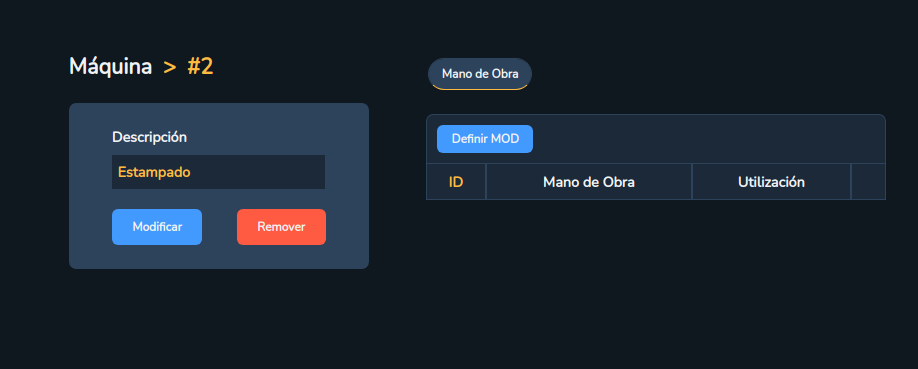 Máquina > #2
Descripción
Estampado
Modificar Remover
Mano de Obra
Definir MOD
ID Mano de Obra Utilización